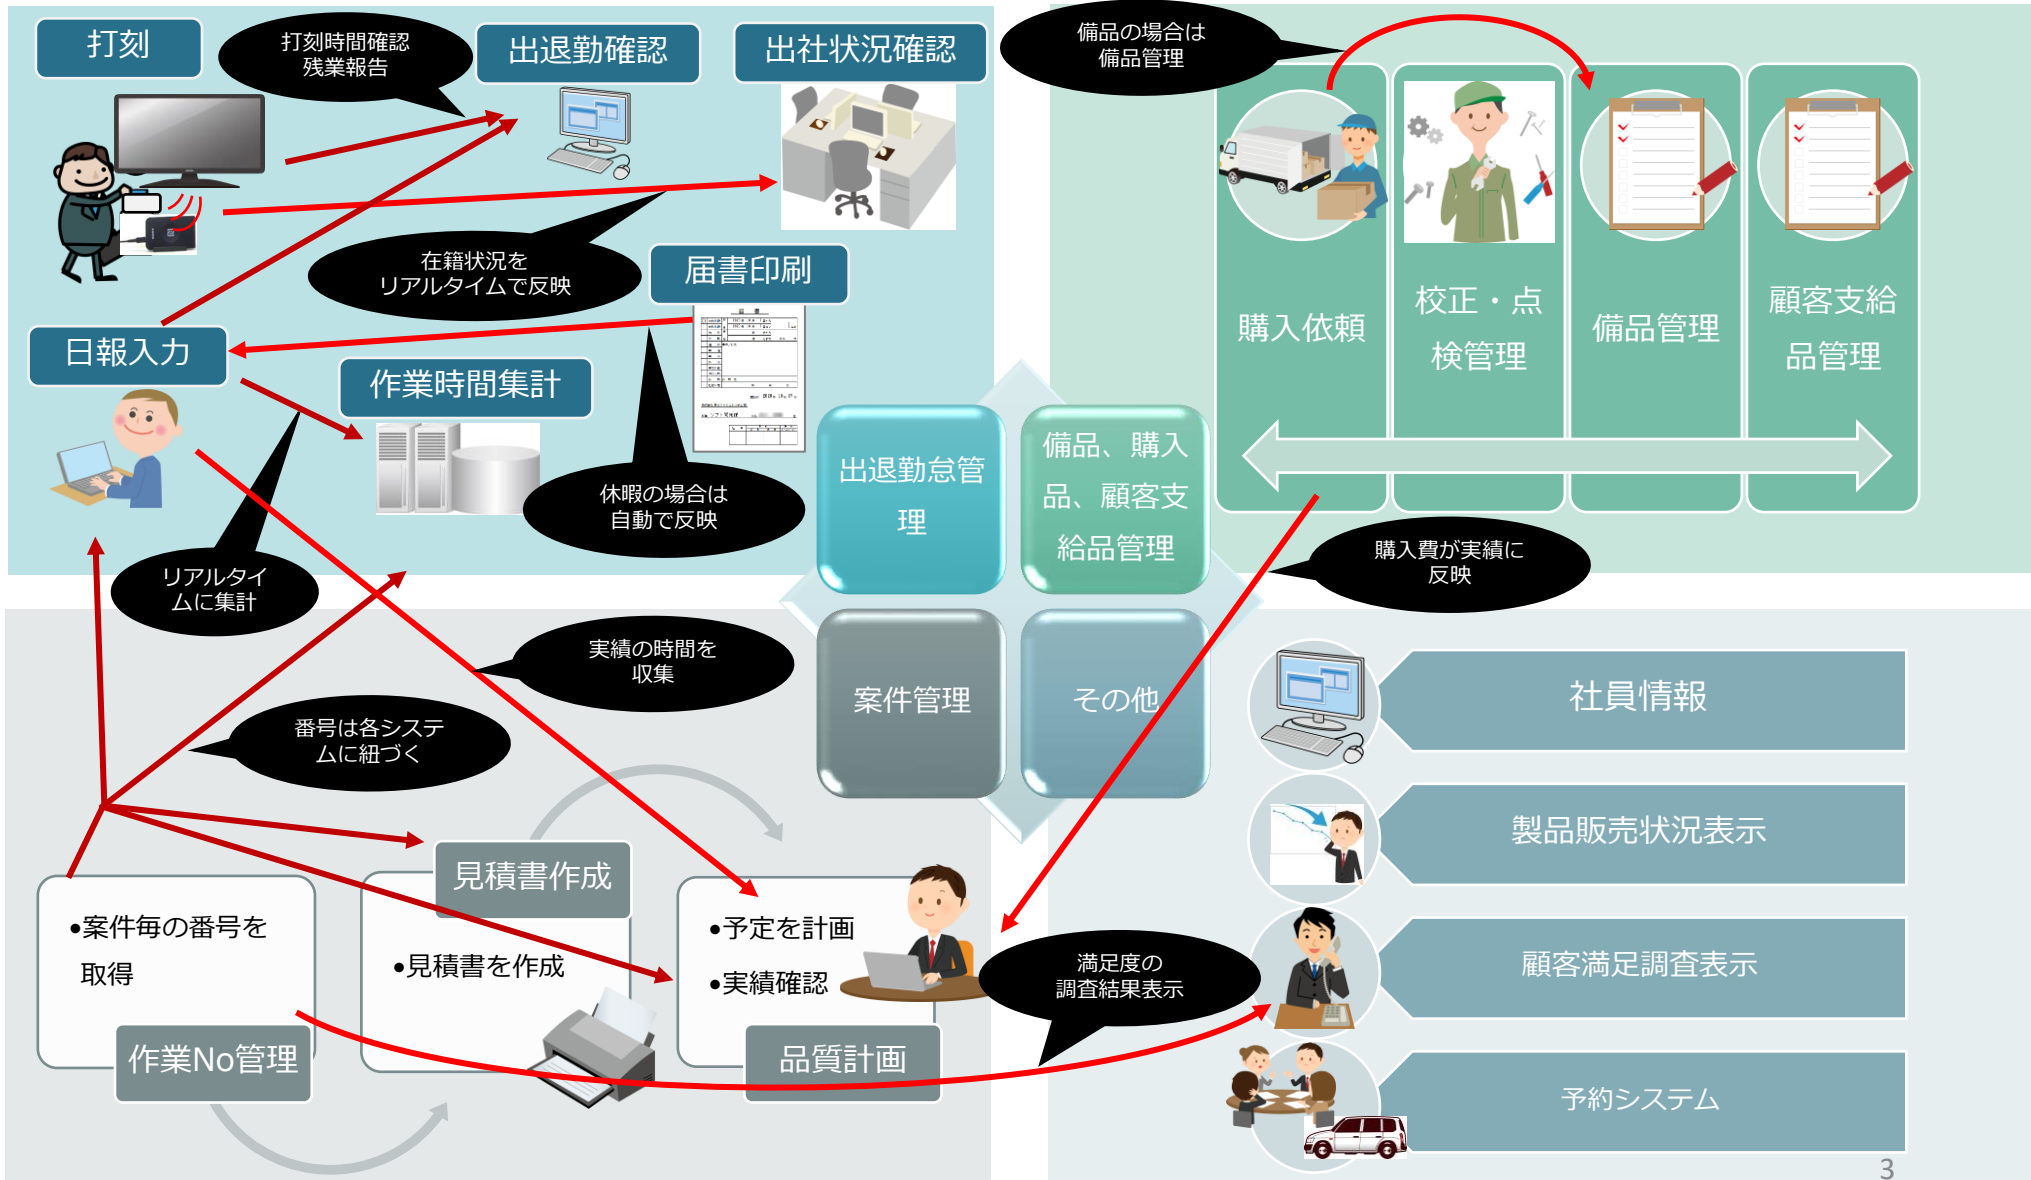 打刻
打刻時間確認
残業報告
出退勤確認
出社状況確認
在籍状況を
リアルタイムで反映
届書印刷
日報入力
作業時間集計
休暇の場合は
自動で反映
リアルタイ
ムに集計
備品の場合は
備品管理
購入依頼
校正・点
検管理
備品管理
顧客支給
品管理
購入費が実績に
反映
出退勤怠管
理
備品、購入
品、顧客支
給品管理
案件管理
その他
実績の時間を
収集
番号は各システ
ムに紐づく
•案件毎の番号を
取得
作業No管理
見積書作成
•見積書を作成
•予定を計画
•実績確認
品質計画
満足度の
調査結果表示
社員情報
製品販売状況表示
顧客満足調査表示
予約システム
3